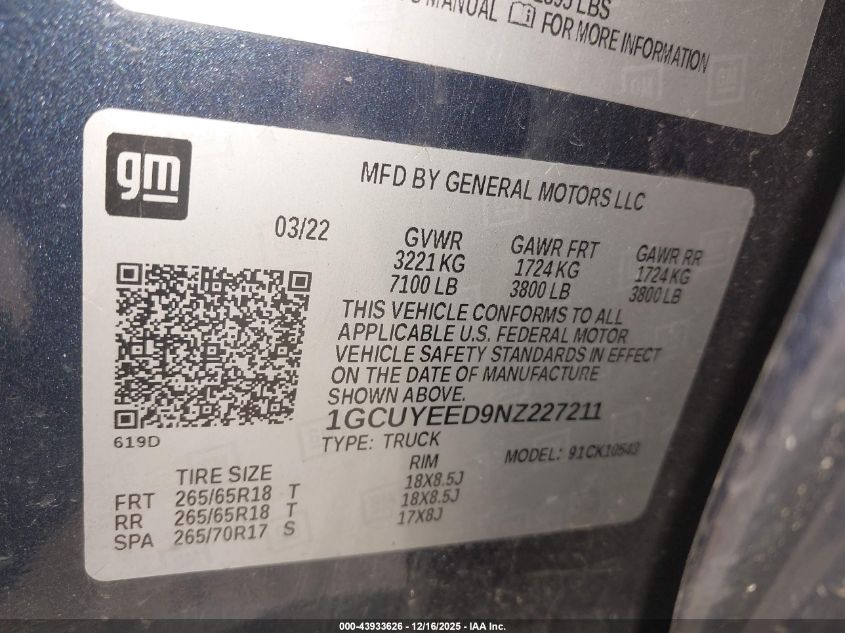 LBS
MANUAL FOR MORE INFORMATION
gm
MFD BY GENERAL MOTORS LLC
03/22
GVWR GAWR FRT GAWR RR
3221 KG 1724 KG 1724 KG
7100 LB 3800 LB 3800 LB
THIS VEHICLE CONFORMS TO ALL
APPLICABLE U.S. FEDERAL MOTOR
VEHICLE SAFETY STANDARDS IN EFFECT
ON THE DATE OF MANUFACTURE
SHOWN ABOVE.
1GCUYEED9NZ227211
619D
TYPE: TRUCK MODEL: 91CK10543
TIRE SIZE RIM
FRT 265/65R18 T 18X8.5J
RR 265/65R18 T 18X8.5J
SPA 265/70R17 S 17X8J
000-43933626 - 12/16/2025 - IAA Inc.